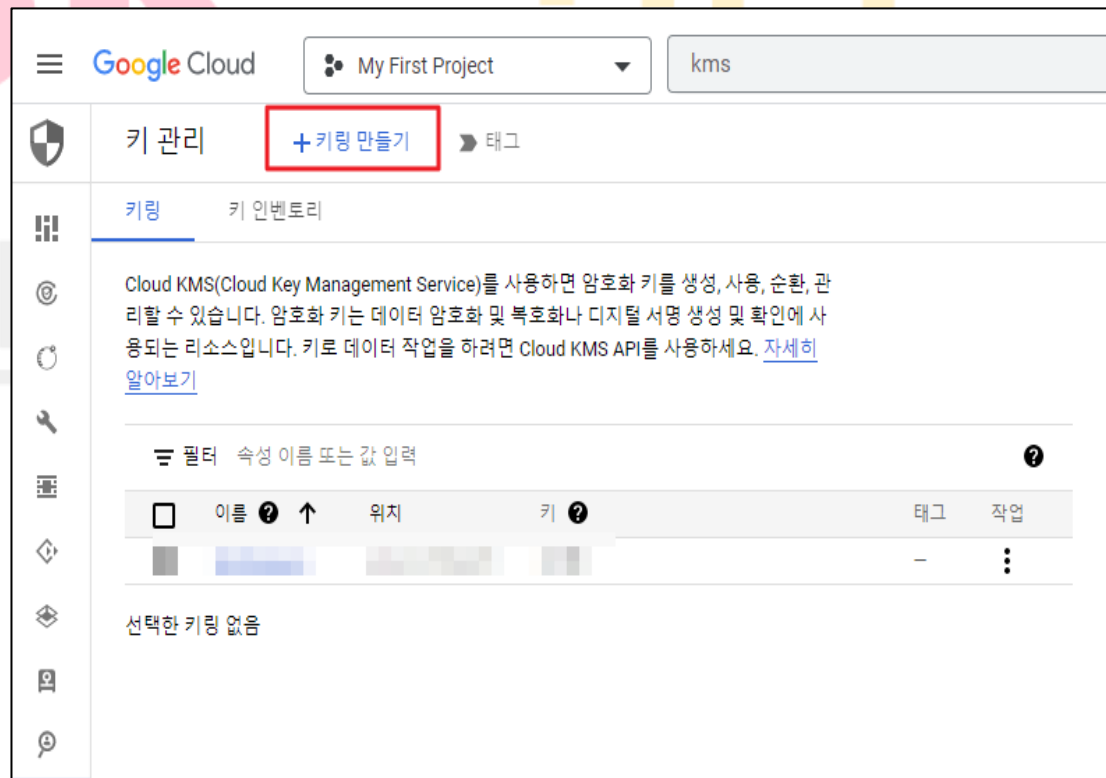 Google Cloud
My First Project
kms
키 관리
+키링 만들기
태그
키링
키 인벤토리
Cloud KMS(Cloud Key Management Service)를 사용하면 암호화 키를 생성, 사용, 순환, 관
리할 수 있습니다. 암호화 키는 데이터 암호화 및 복호화나 디지털 서명 생성 및 확인에 사
용되는 리소스입니다. 키로 데이터 작업을 하려면 Cloud KMS API를 사용하세요. 자세히
알아보기
필터 속성 이름 또는 값 입력
이름 위치 키 태그 작업
–
선택한 키링 없음